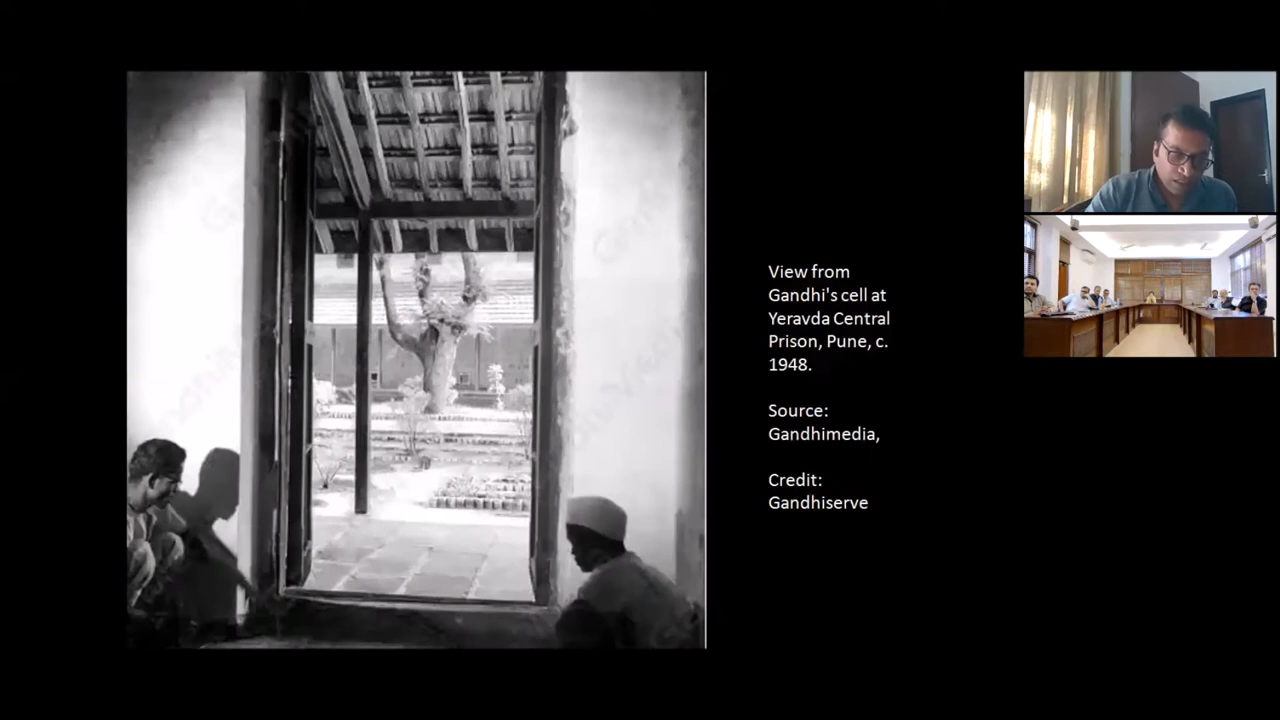 View from
Gandhi's cell at
Yeravda Central
Prison, Pune, c.
1948.
Source:
Gandhimedia,
Credit:
Gandhiserve